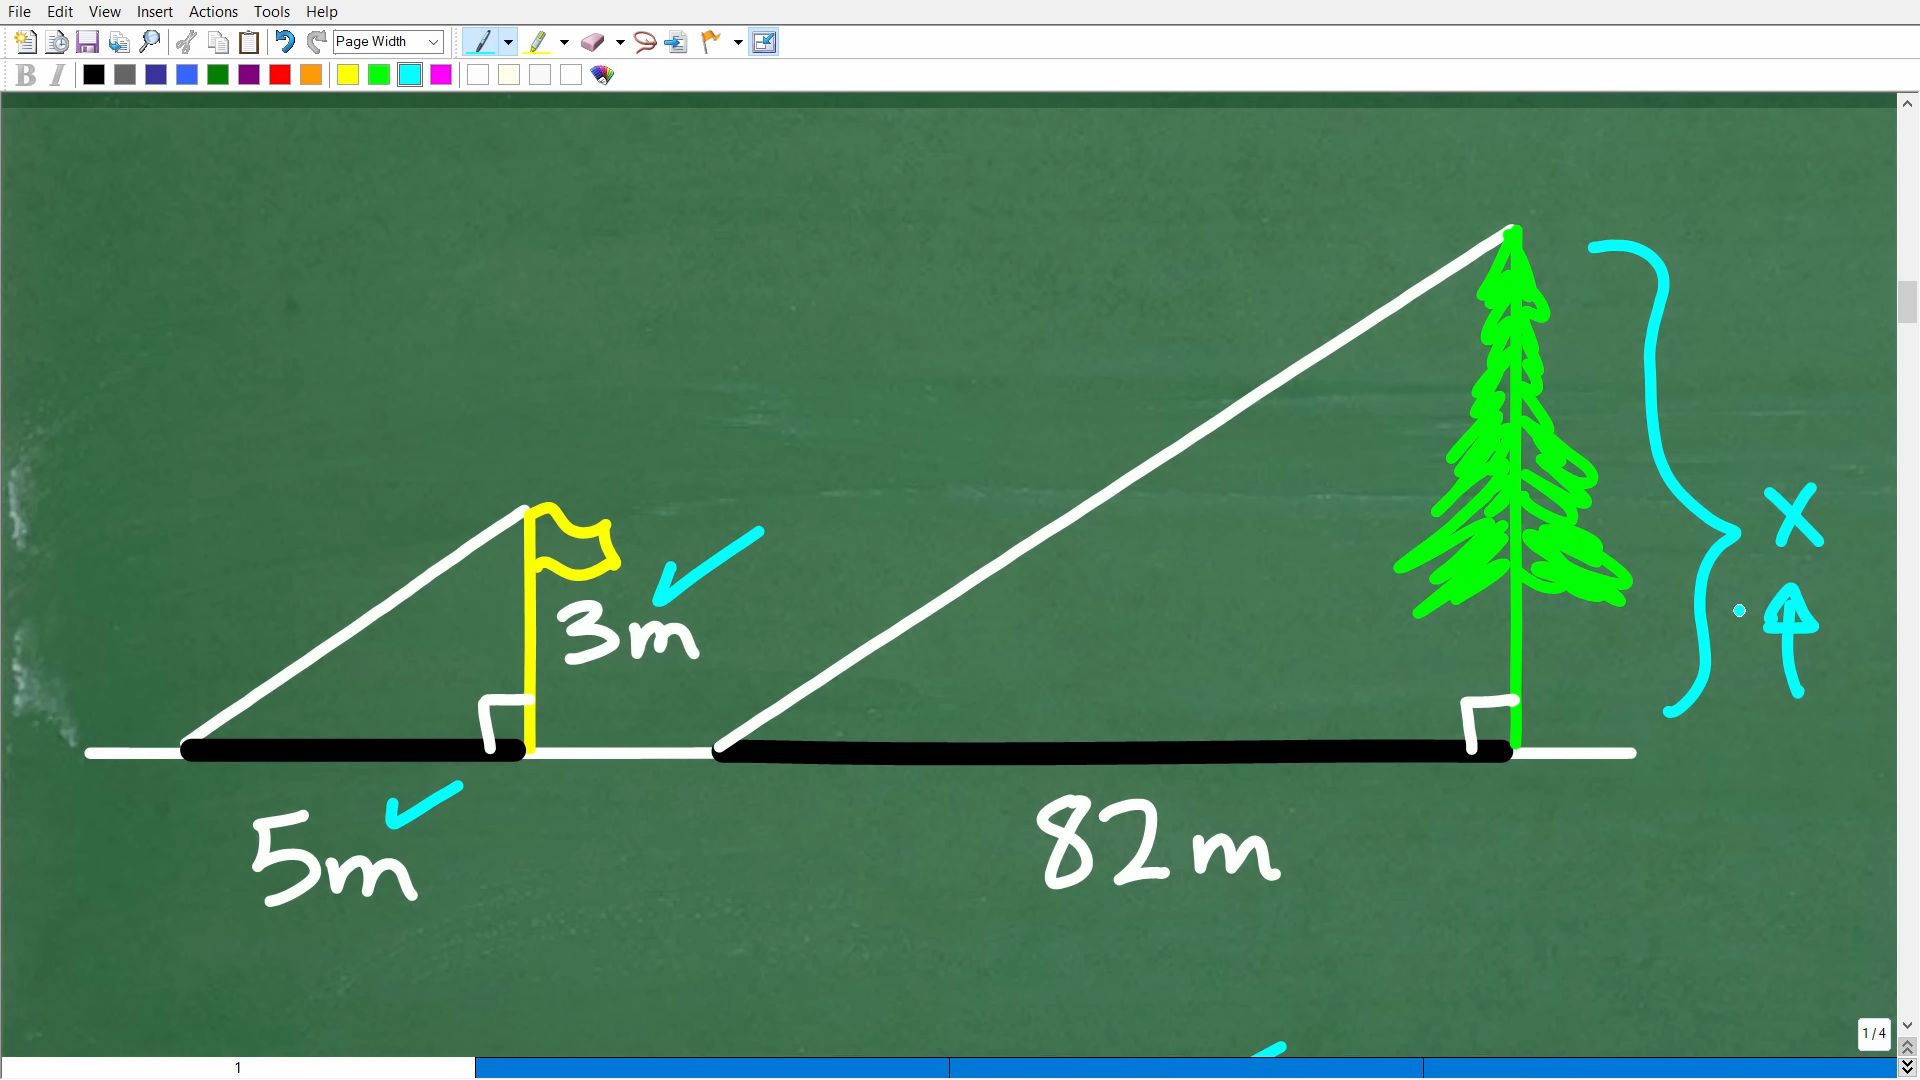 File Edit View Insert Actions Tools Help
Page Width
B I
x
3m
5m
82m
1 / 4
1